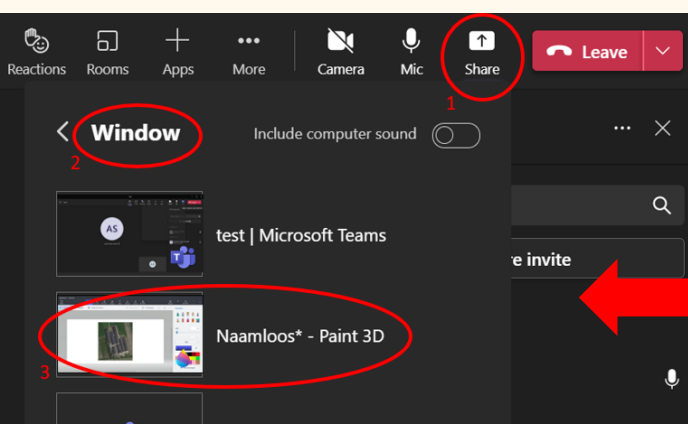 Reactions Rooms Apps More Camera Mic Share Leave
1
Window Include computer sound
2
AS
test | Microsoft Teams
re invite
Naamloos* - Paint 3D
3